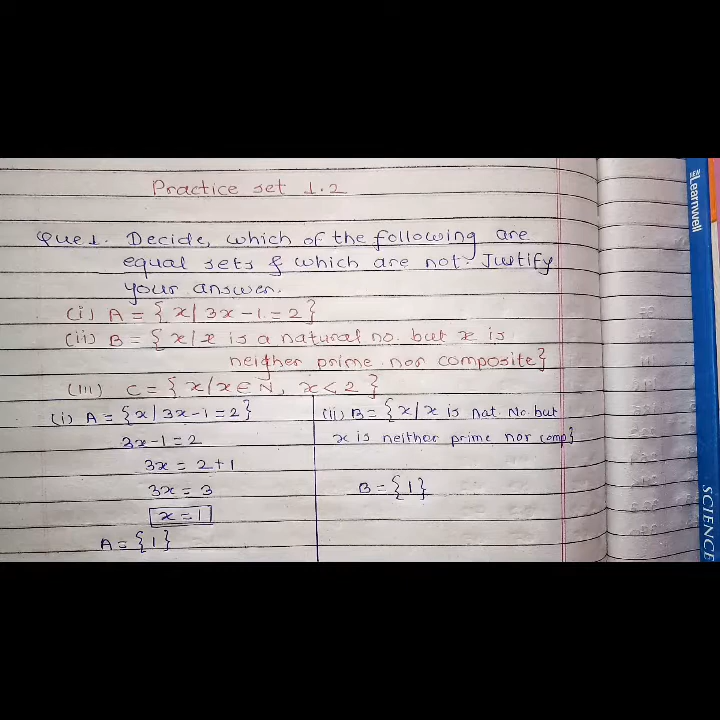 Practice set 1.2
Que 1. Decide, which of the following are
equal sets & which are not. Justify
your answer.
(i) A = {x | 3x-1 = 2}
(ii) B = {x/x is a natural no. but x is
neither prime nor composite}
(iii) C = {x/x ∈ N, x < 2}
(i) A = {x | 3x-1 = 2}
3x-1 = 2
3x = 2+1
3x = 3
x = 1
A = {1}
(ii) B = {x/x is nat. No. but
x is neither prime nor comp}
B = {1}
Learnwell
SCIENCE